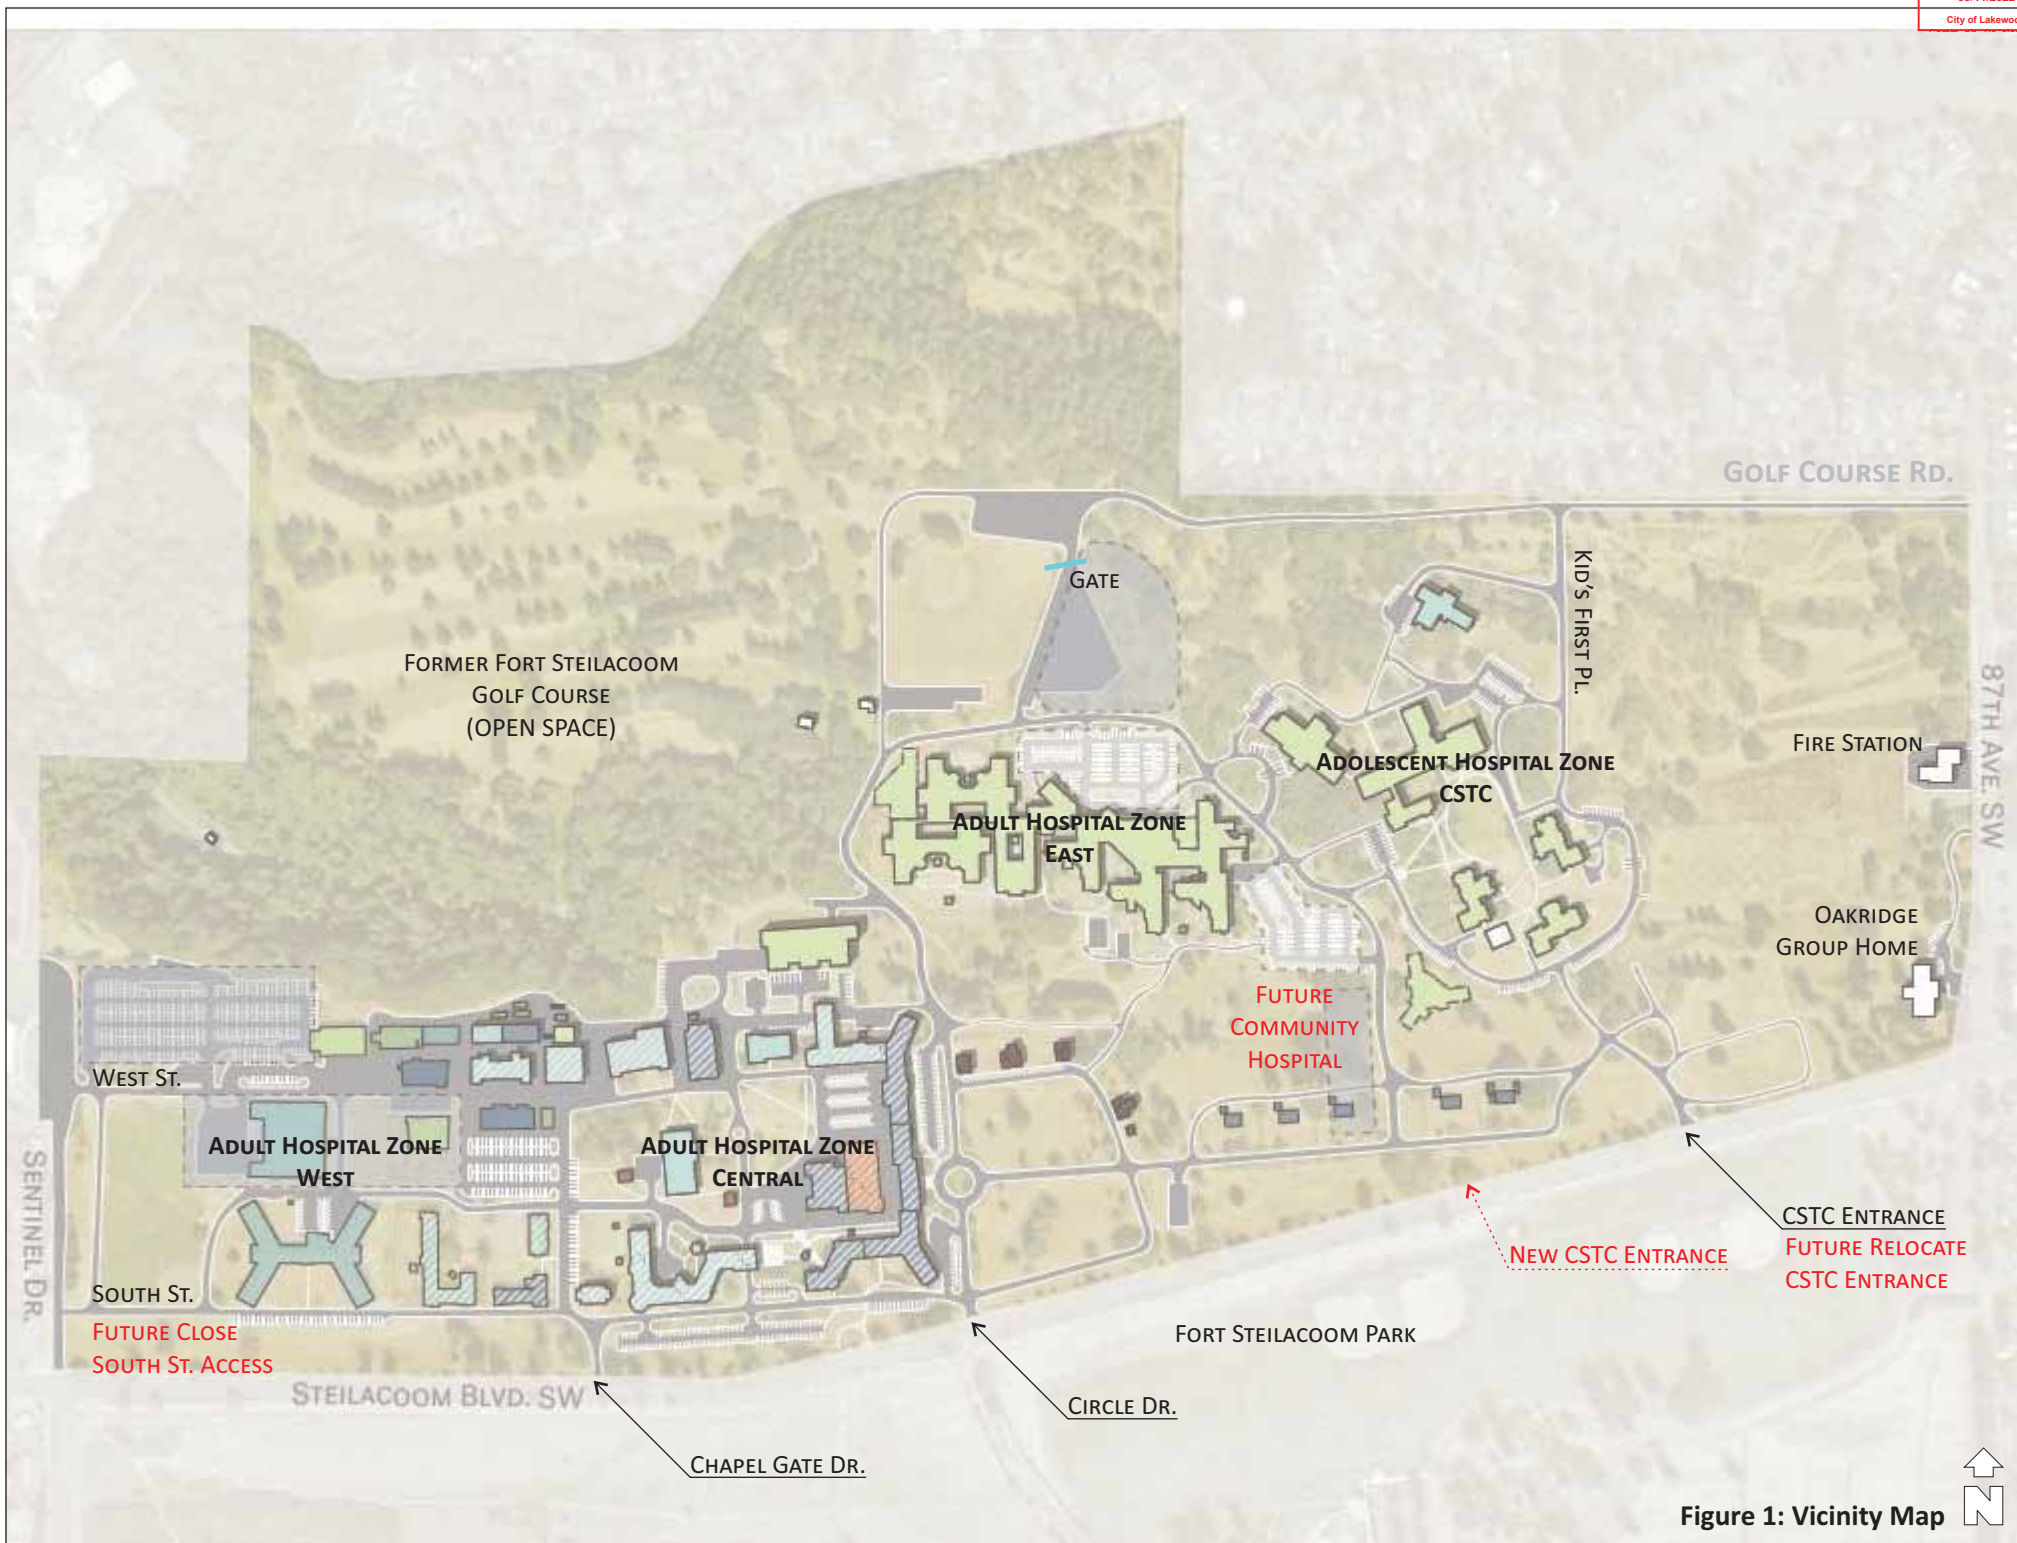 City of Lakewood
GOLF COURSE RD.
GATE
KID'S FIRST PL.
FORMER FORT STEILACOOM
GOLF COURSE
(OPEN SPACE)
87TH AVE. SW
FIRE STATION
ADOLESCENT HOSPITAL ZONE
CSTC
ADULT HOSPITAL ZONE
EAST
OAKRIDGE
GROUP HOME
FUTURE
COMMUNITY
HOSPITAL
WEST ST.
ADULT HOSPITAL ZONE
WEST
ADULT HOSPITAL ZONE
CENTRAL
SENTINEL DR.
CSTC ENTRANCE
FUTURE RELOCATE
CSTC ENTRANCE
NEW CSTC ENTRANCE
SOUTH ST.
FUTURE CLOSE
SOUTH ST. ACCESS
FORT STEILACOOM PARK
STEILACOOM BLVD. SW
CIRCLE DR.
CHAPEL GATE DR.
Figure 1: Vicinity Map
N